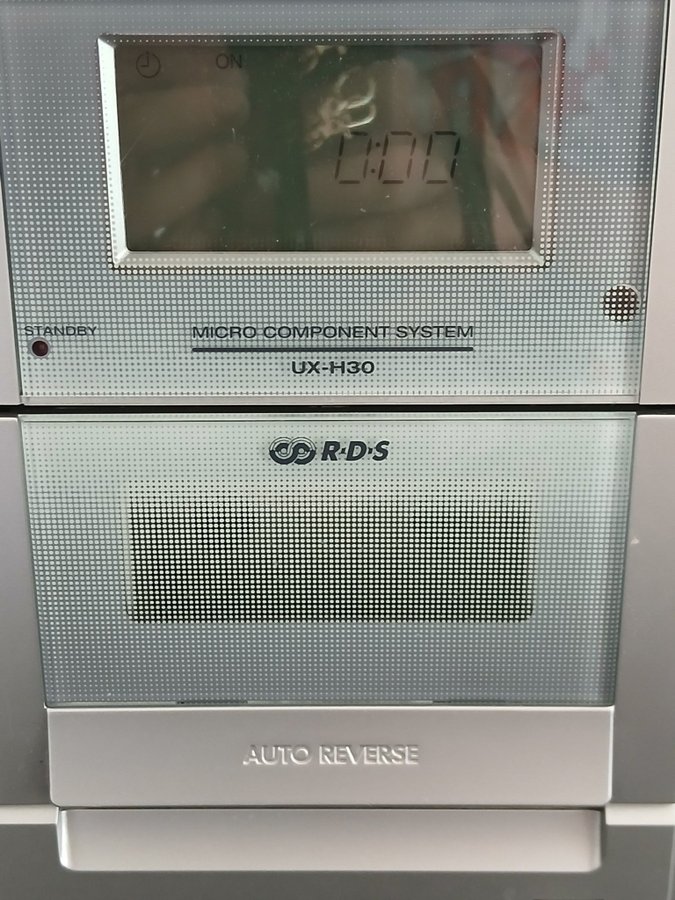 ON
0:00
STANDBY
MICRO COMPONENT SYSTEM
UX-H30
R·D·S
AUTO REVERSE